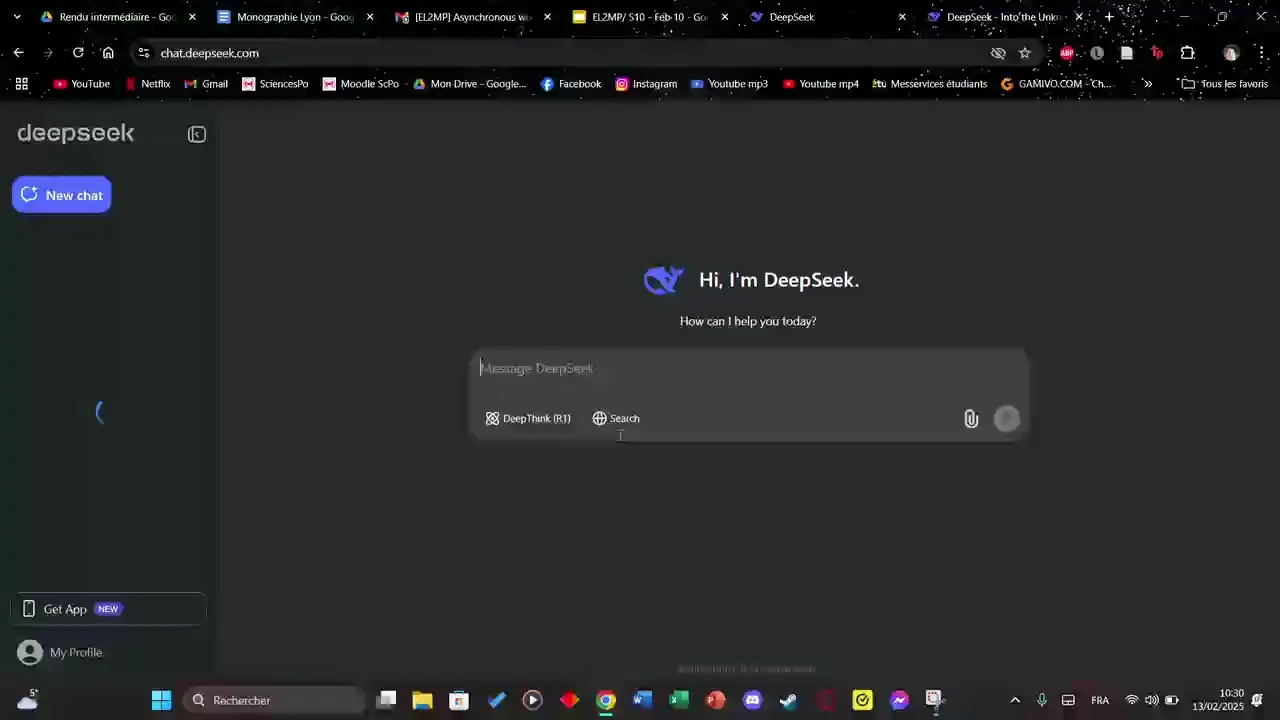 Rendu intermédiaire - Goo
Monographie Lyon - Goog
[EL2MP] Asynchronous w
EL2MP/ S10 - Feb 10 - Go
DeepSeek
DeepSeek - Into the Unkn
chat.deepseek.com
YouTube
Netflix
Gmail
SciencesPo
Moodle ScPo
Mon Drive - Google...
Facebook
Instagram
Youtube mp3
Youtube mp4
Messervices étudiants
GAMIVO.COM - Ch...
Tous les favoris
deepseek
New chat
Hi, I'm DeepSeek.
How can I help you today?
Message DeepSeek
DeepThink (R1)
Search
Get App NEW
My Profile
5°
Rechercher
FRA
10:30
13/02/2025